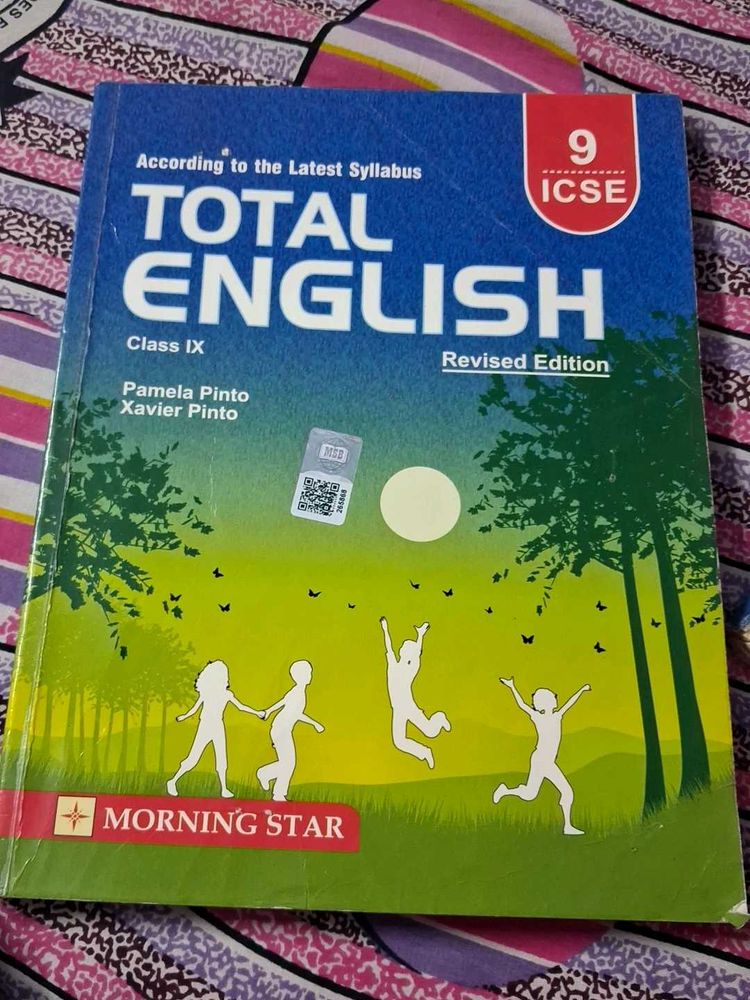 According to the Latest Syllabus
9
ICSE
TOTAL
ENGLISH
Class IX
Revised Edition
Pamela Pinto
Xavier Pinto
MSB
265868
MORNING STAR